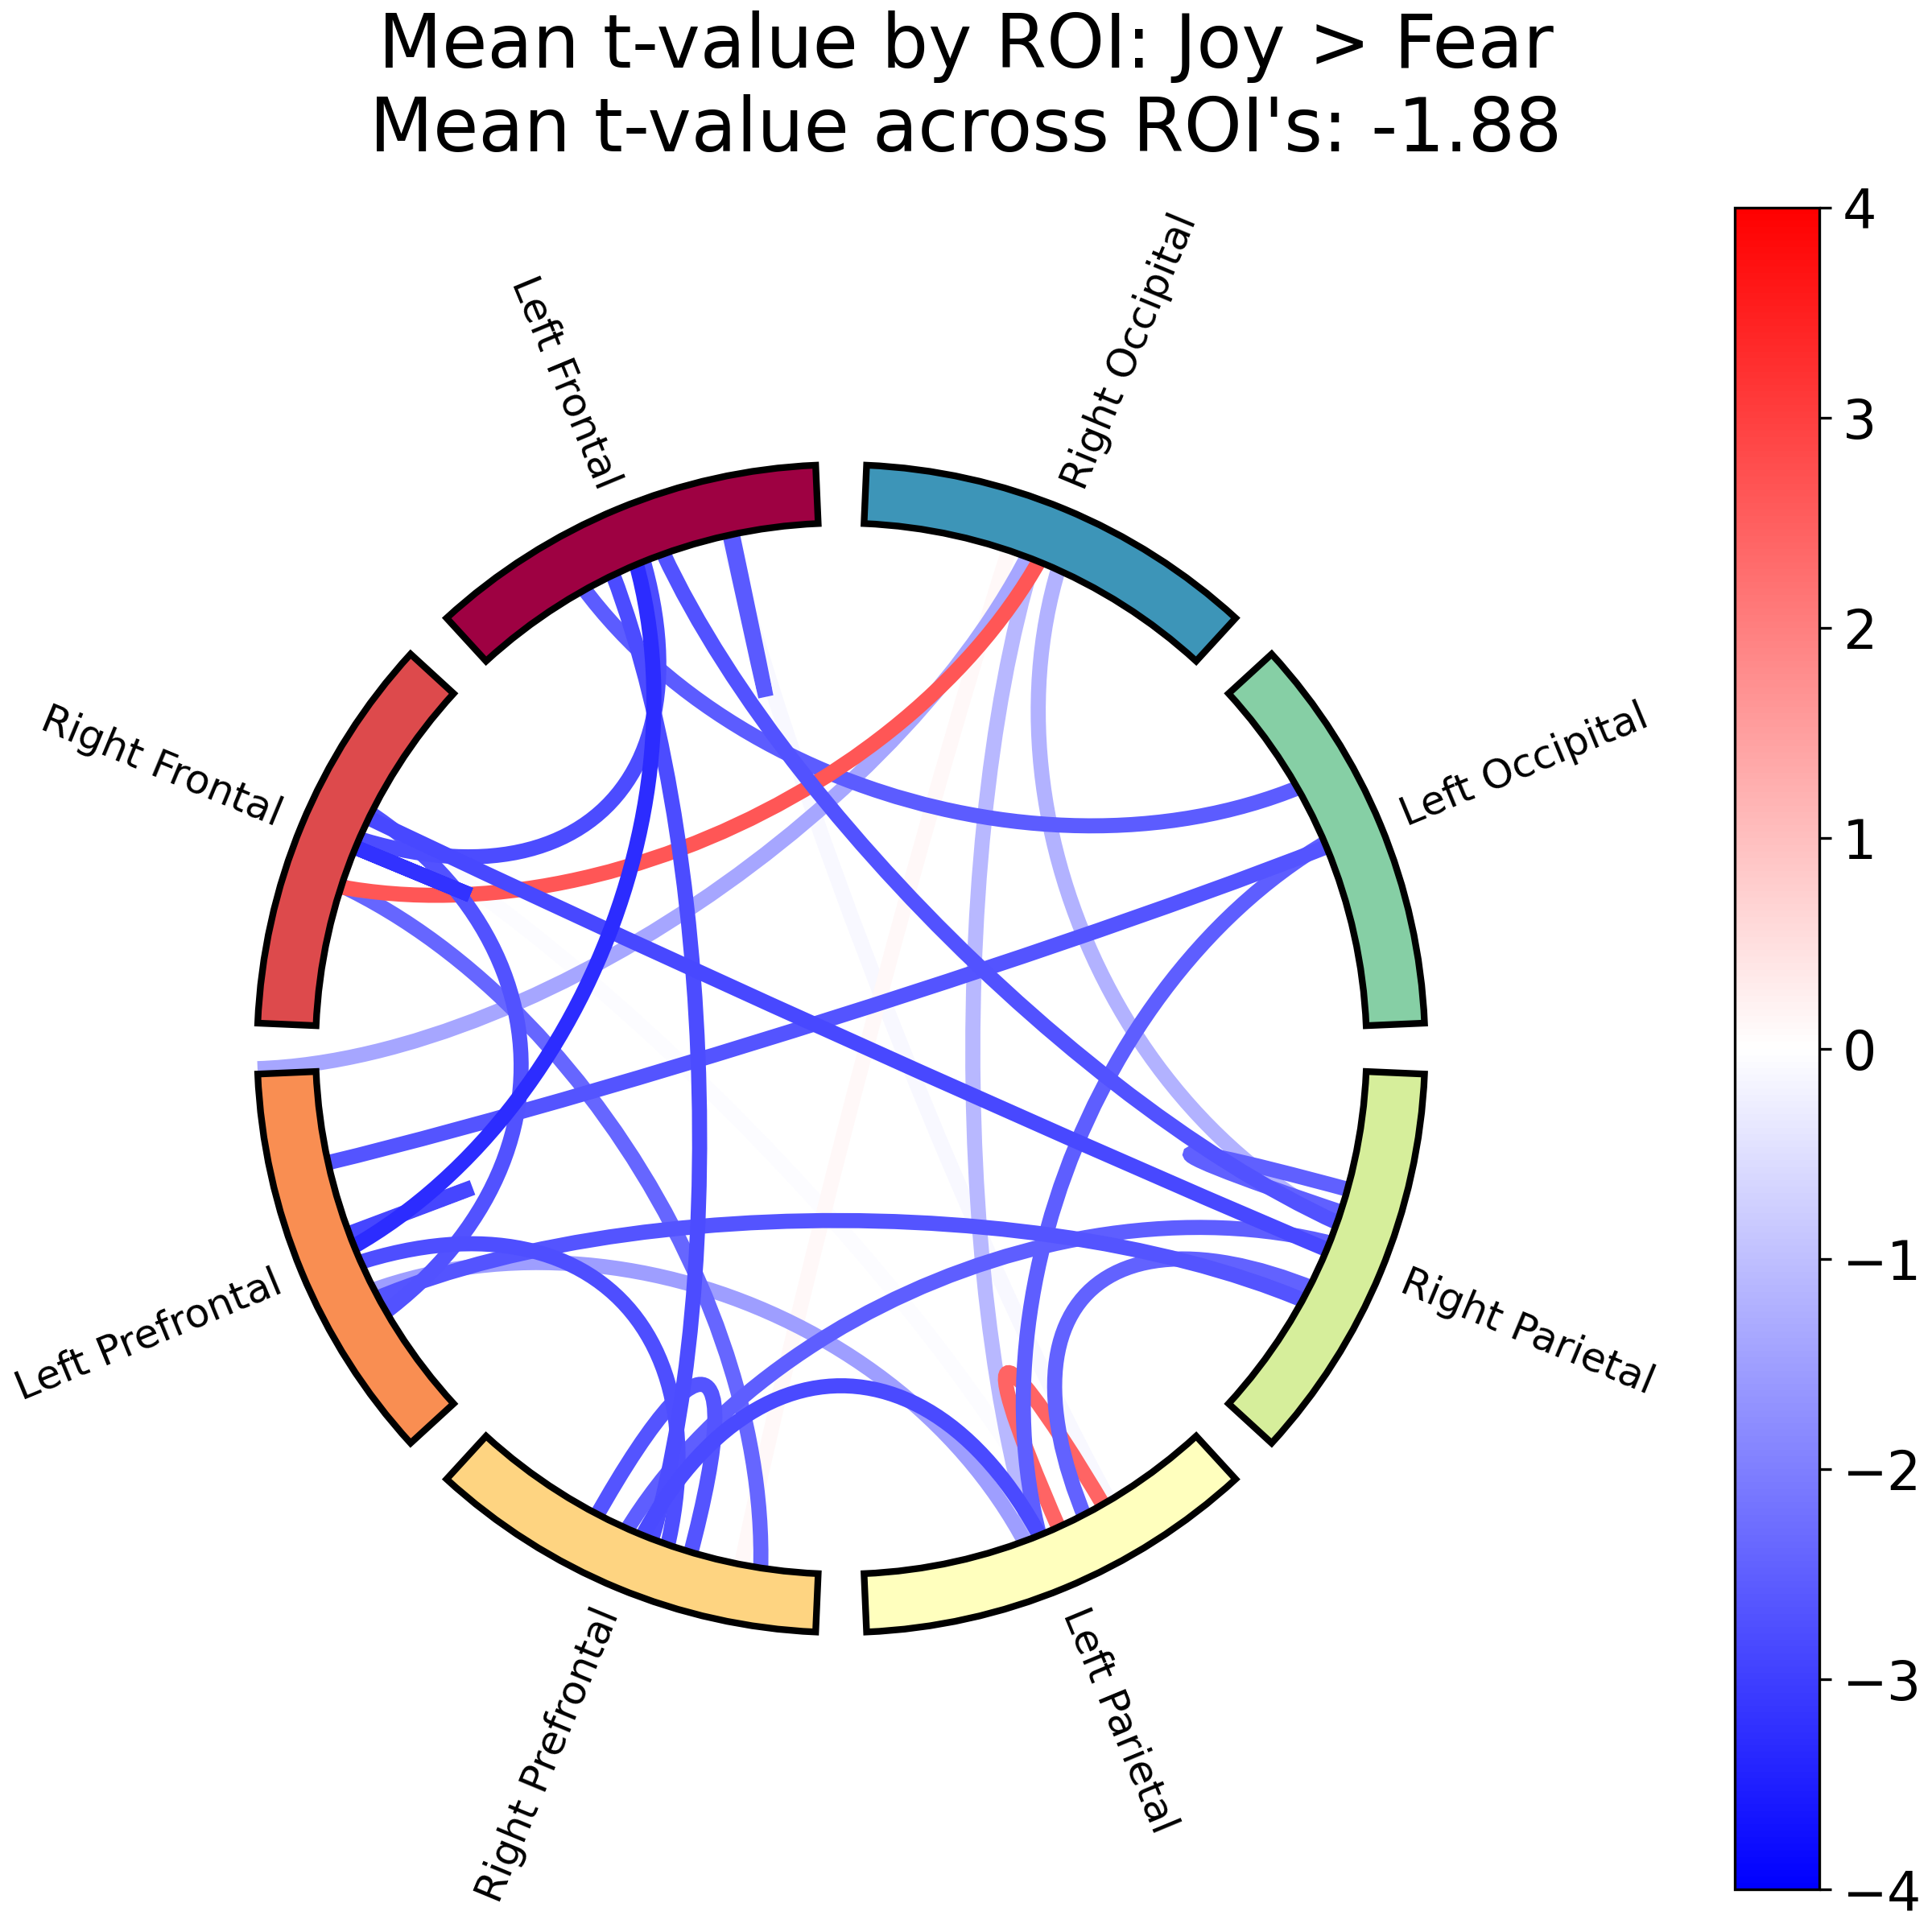 Mean t-value by ROI: Joy > Fear
Mean t-value across ROI's: -1.88
Left Frontal
Right Occipital
Right Frontal
Left Occipital
Left Prefrontal
Right Parietal
Right Prefrontal
Left Parietal
4
3
2
1
0
−1
−2
−3
−4